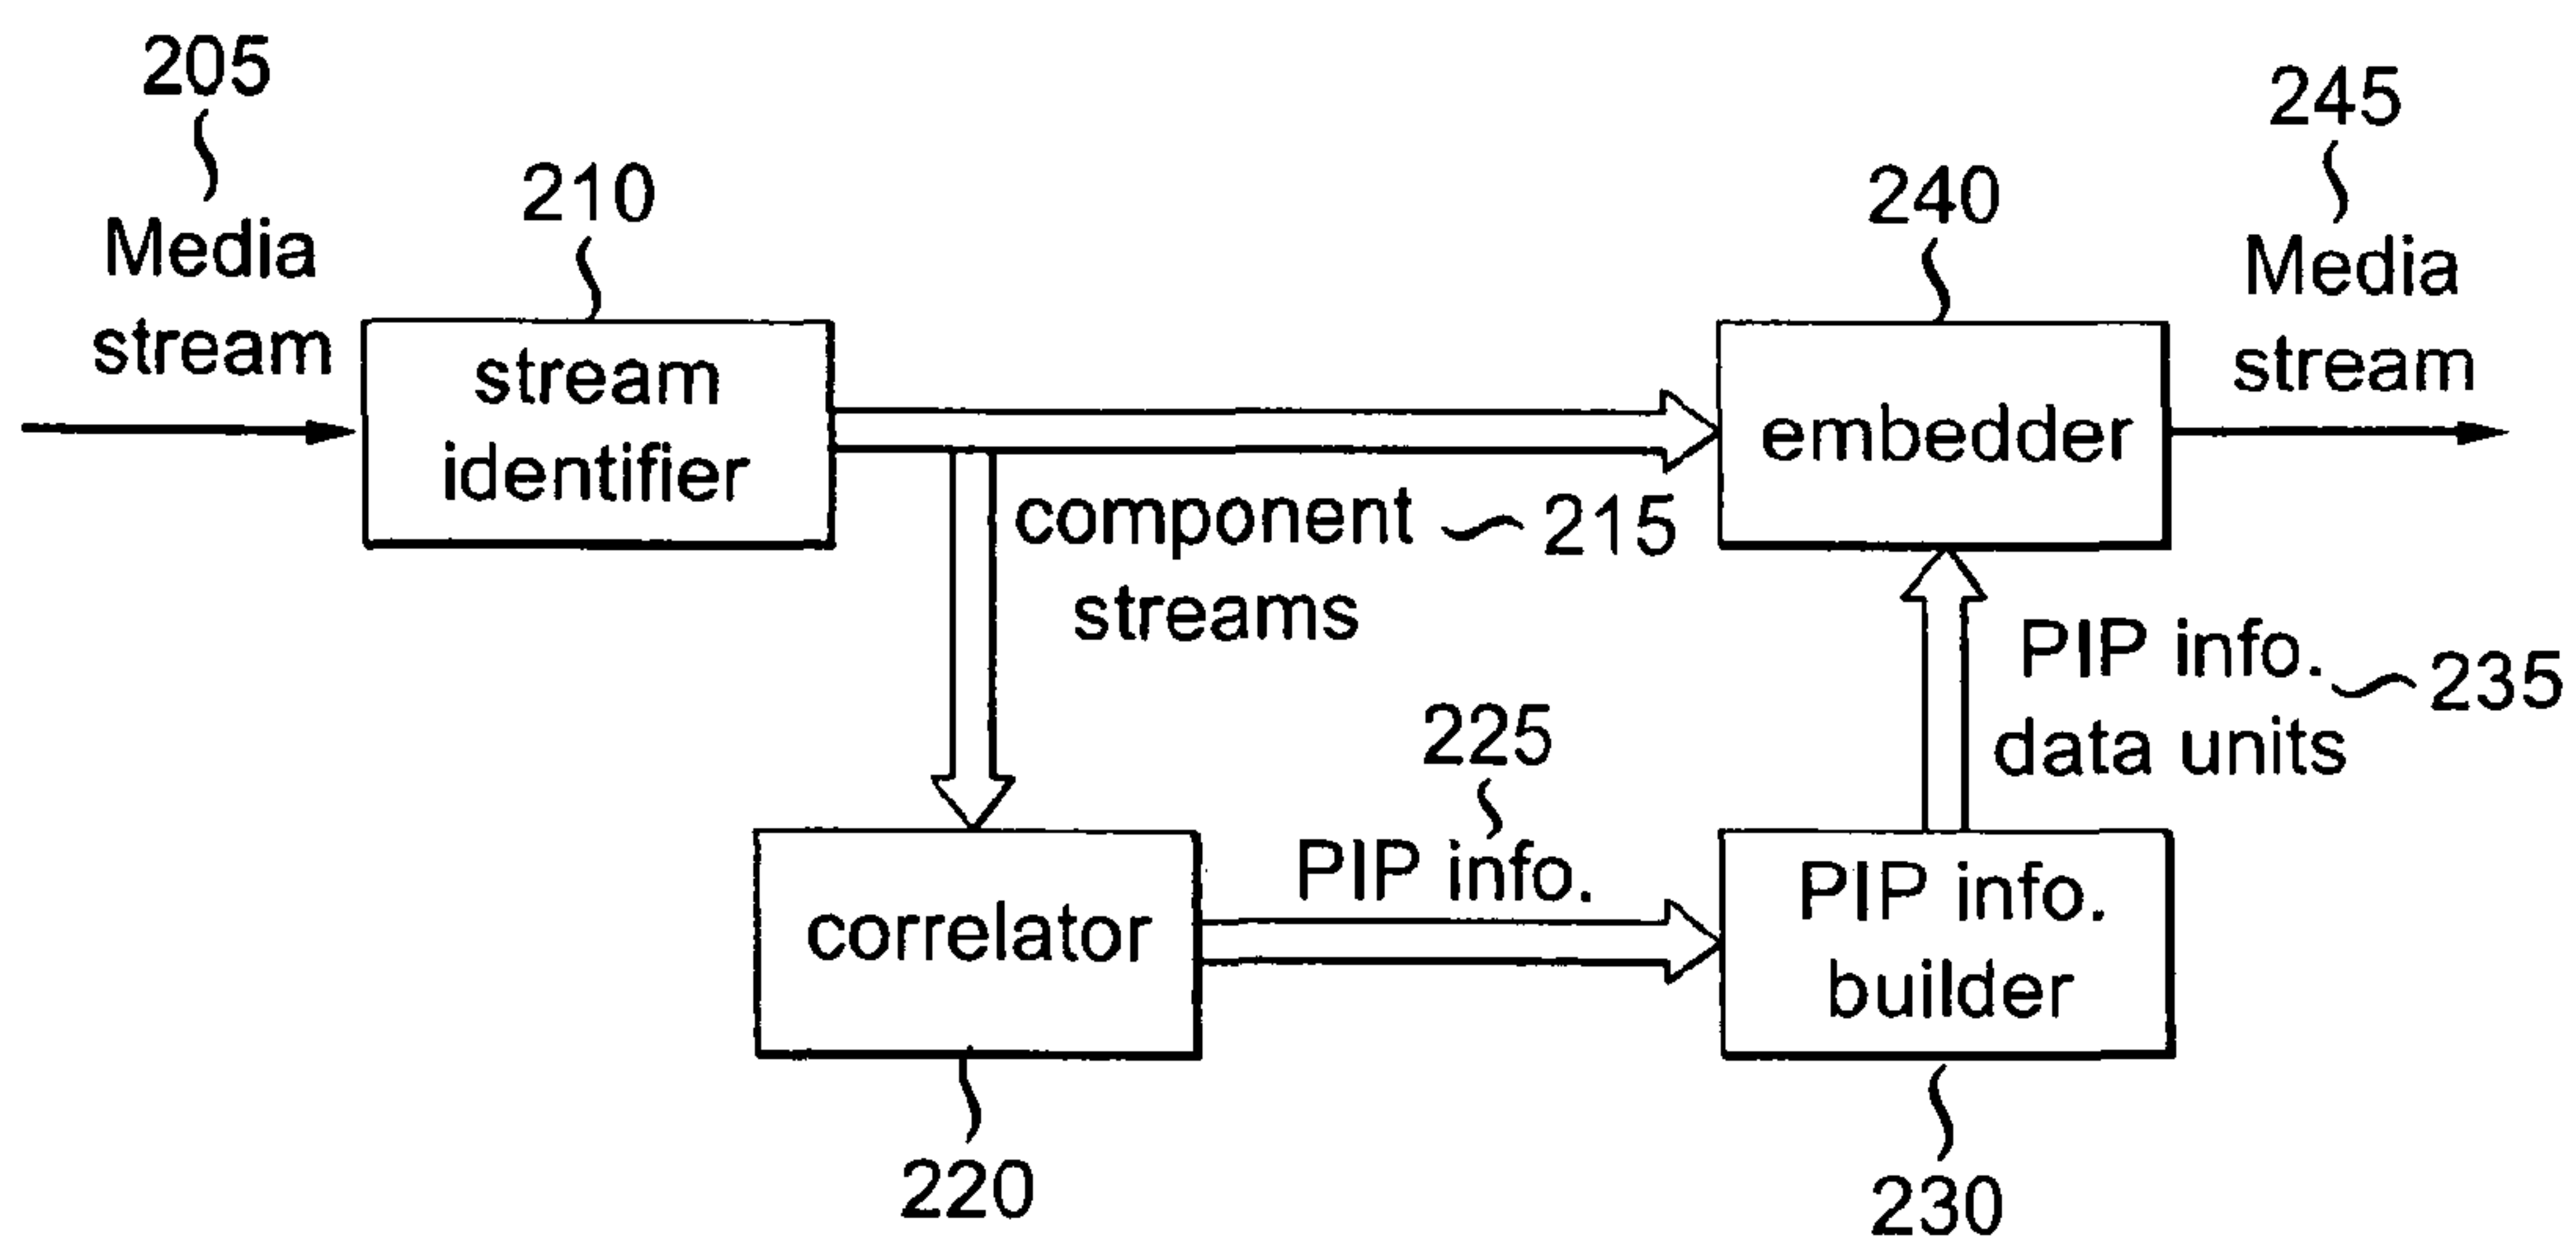 205
Media
stream
210
stream
identifier
component
streams
215
240
embedder
245
Media
stream
PIP info.
data units
235
225
PIP info.
correlator
220
PIP info.
builder
230